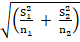 √((s₁²/n₁ + s₂²/n₂))